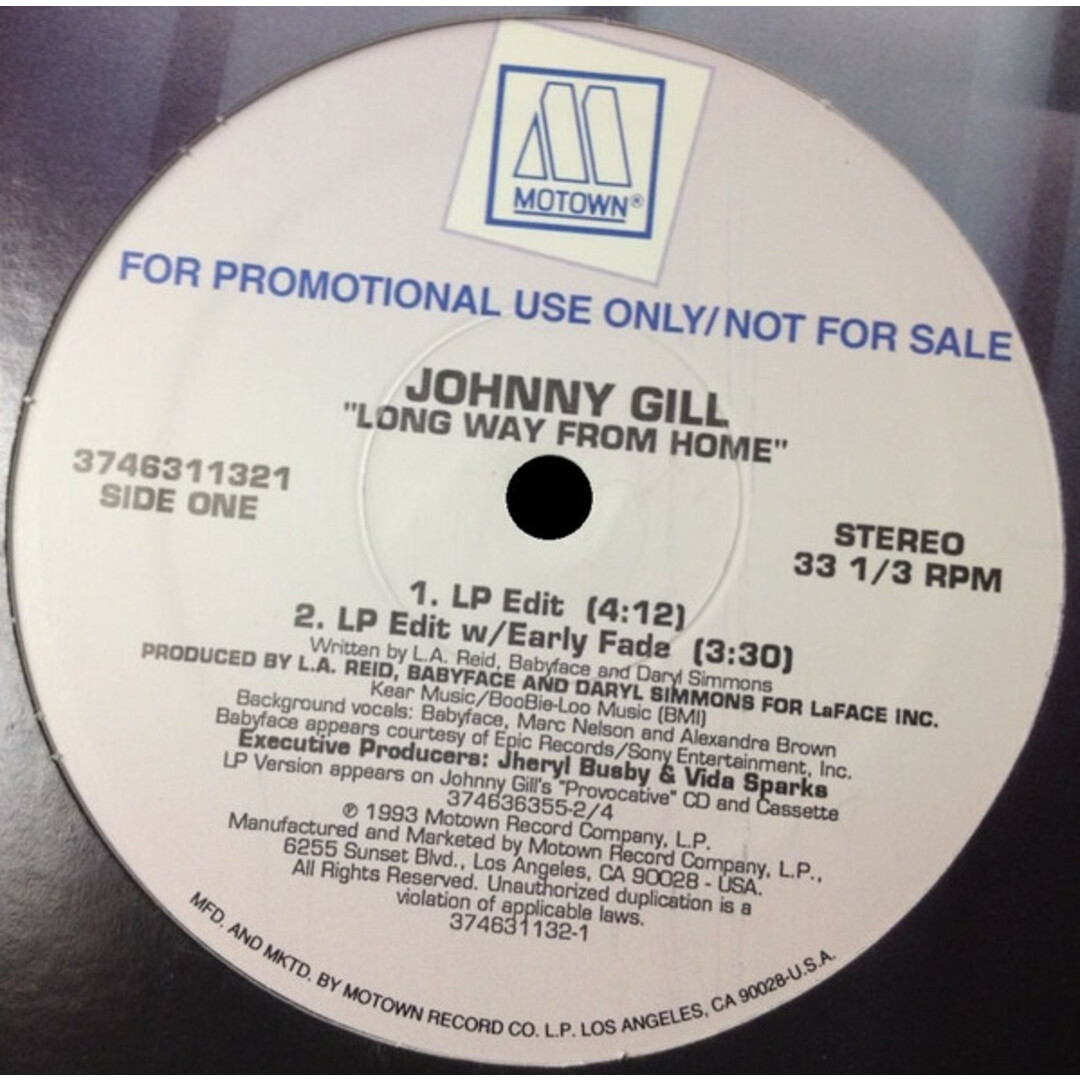 MOTOWN®
FOR PROMOTIONAL USE ONLY/NOT FOR SALE
JOHNNY GILL
"LONG WAY FROM HOME"
3746311321
SIDE ONE
STEREO
33 1/3 RPM
1. LP Edit (4:12)
2. LP Edit w/Early Fade (3:30)
Written by L.A. Reid, Babyface and Daryl Simmons
PRODUCED BY L.A. REID, BABYFACE AND DARYL SIMMONS FOR LaFACE INC.
Kear Music/BooBie-Loo Music (BMI)
Background vocals: Babyface, Marc Nelson and Alexandra Brown
Babyface appears courtesy of Epic Records/Sony Entertainment, Inc.
Executive Producers: Jheryl Busby & Vida Sparks
LP Version appears on Johnny Gill's "Provocative" CD and Cassette
374636355-2/4
℗ 1993 Motown Record Company, L.P.
Manufactured and Marketed by Motown Record Company, L.P.,
6255 Sunset Blvd., Los Angeles, CA 90028 - USA.
All Rights Reserved. Unauthorized duplication is a
violation of applicable laws.
374631132-1
MFD. AND MKTD. BY MOTOWN RECORD CO. L.P. LOS ANGELES, CA 90028-U.S.A.